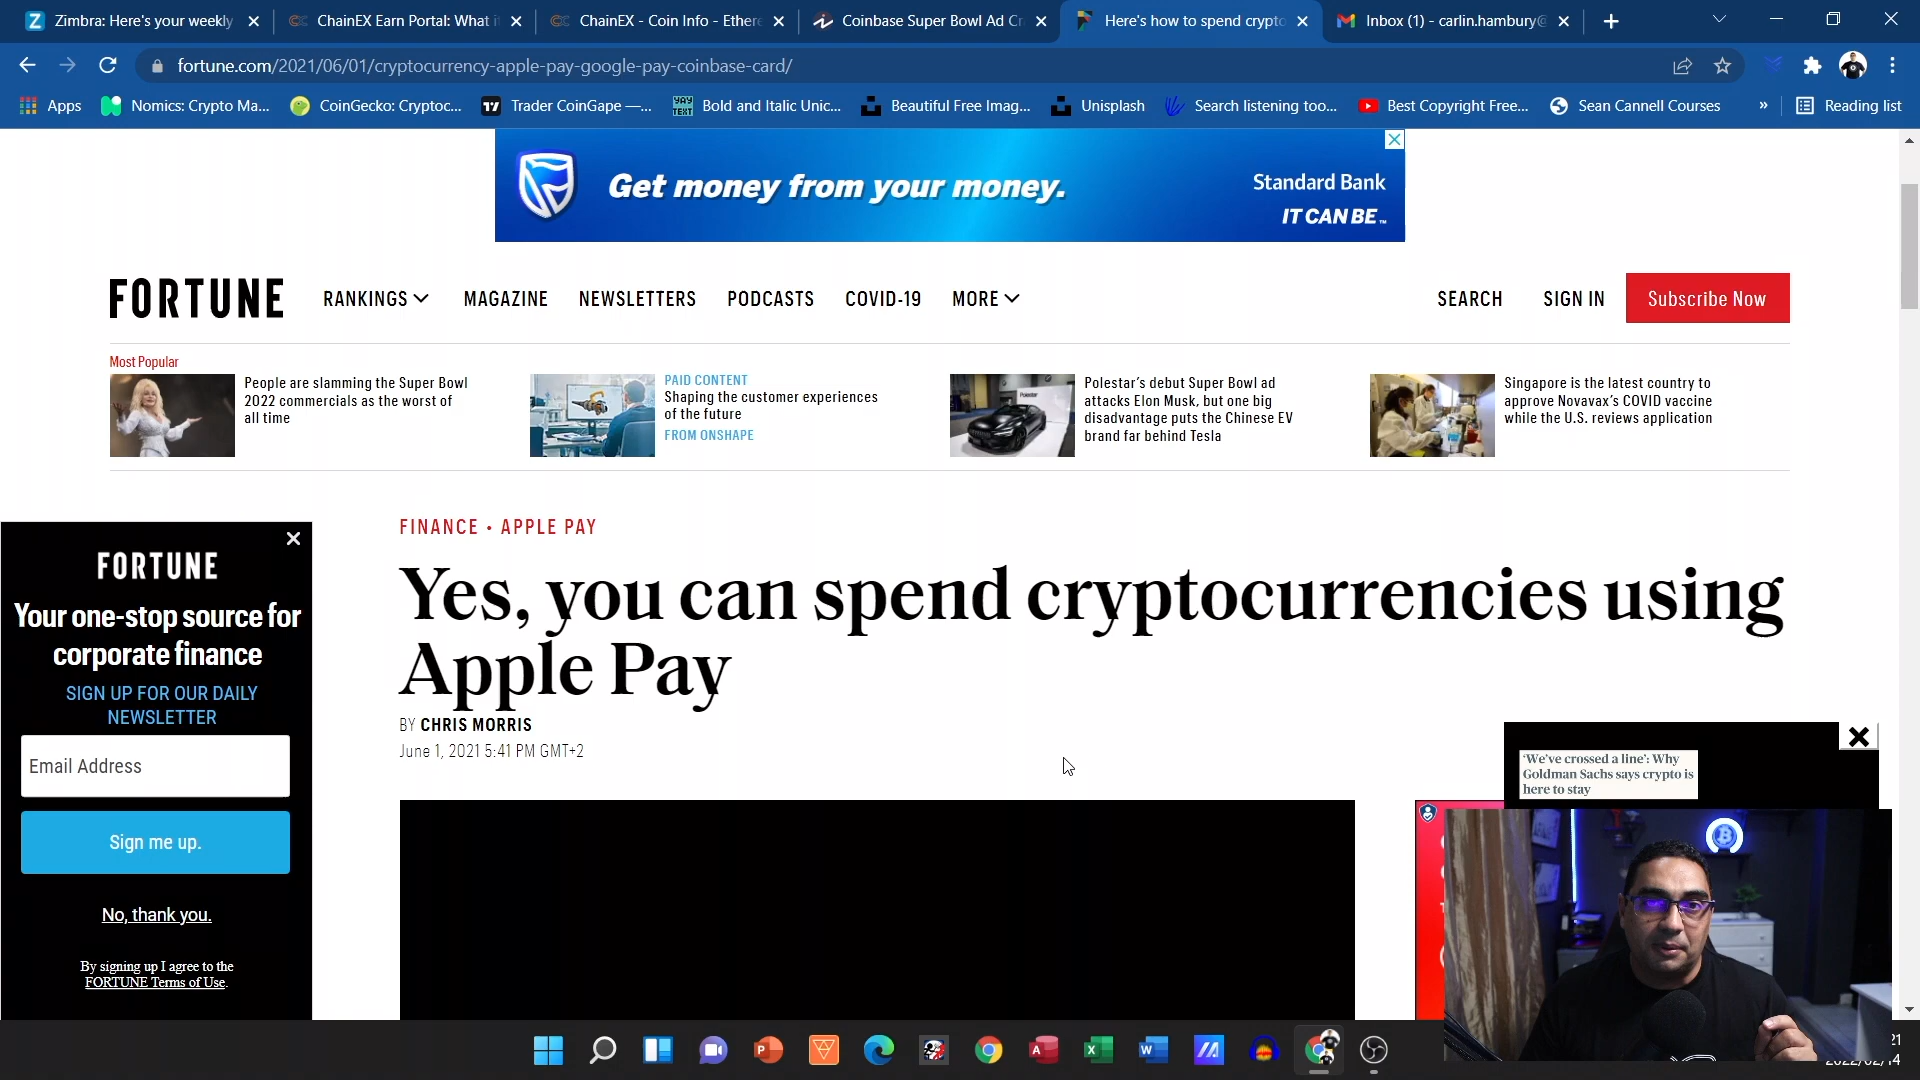 Zimbra: Here's your weekly
ChainEX Earn Portal: What i
ChainEX - Coin Info - Ethere
Coinbase Super Bowl Ad Cr
Here's how to spend crypto
Inbox (1) - carlin.hambury@
fortune.com/2021/06/01/cryptocurrency-apple-pay-google-pay-coinbase-card/
Apps
Nomics: Crypto Ma...
CoinGecko: Cryptoc...
Trader CoinGape —...
Bold and Italic Unic...
Beautiful Free Imag...
Unisplash
Search listening too...
Best Copyright Free...
Sean Cannell Courses
»
Reading list
Get money from your money.
Standard Bank
IT CAN BE™
FORTUNE
RANKINGS
MAGAZINE
NEWSLETTERS
PODCASTS
COVID-19
MORE
SEARCH
SIGN IN
Subscribe Now
Most Popular
People are slamming the Super Bowl
2022 commercials as the worst of
all time
PAID CONTENT
Shaping the customer experiences
of the future
FROM ONSHAPE
Polestar's debut Super Bowl ad
attacks Elon Musk, but one big
disadvantage puts the Chinese EV
brand far behind Tesla
Singapore is the latest country to
approve Novavax's COVID vaccine
while the U.S. reviews application
FINANCE • APPLE PAY
Yes, you can spend cryptocurrencies using
Apple Pay
BY CHRIS MORRIS
June 1, 2021 5:41 PM GMT+2
FORTUNE
Your one-stop source for
corporate finance
SIGN UP FOR OUR DAILY
NEWSLETTER
Email Address
Sign me up.
No, thank you.
By signing up I agree to the
FORTUNE Terms of Use.
'We've crossed a line': Why
Goldman Sachs says crypto is
here to stay